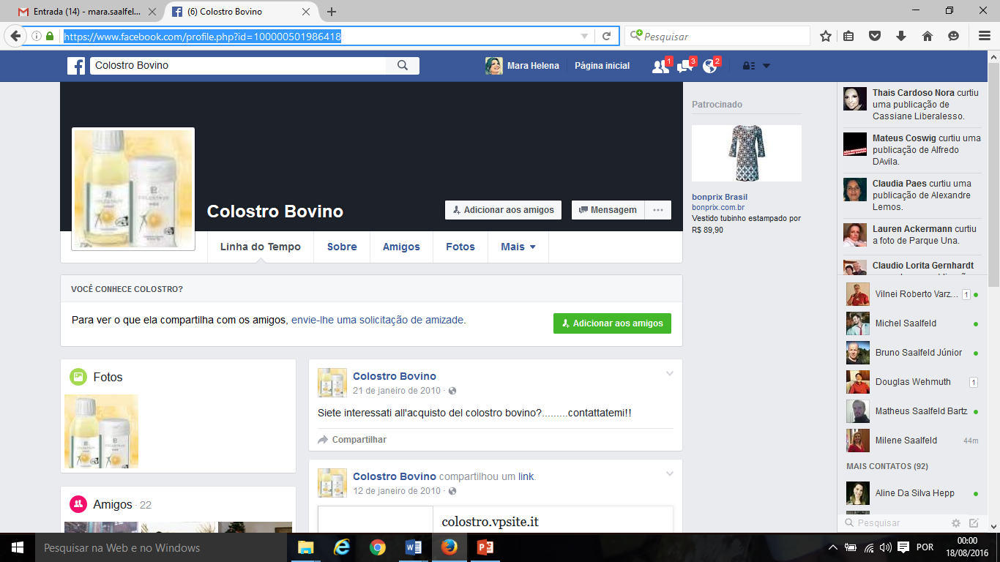 Entrada (14) - mara.saalfel...
(6) Colostro Bovino
https://www.facebook.com/profile.php?id=100000501986418
Pesquisar
Colostro Bovino
Mara Helena
Página inicial
1
3
2
Colostro Bovino
Adicionar aos amigos
Mensagem
Linha do Tempo
Sobre
Amigos
Fotos
Mais
VOCÊ CONHECE COLOSTRO?
Para ver o que ela compartilha com os amigos, envie-lhe uma solicitação de amizade.
Adicionar aos amigos
Fotos
Amigos · 22
Colostro Bovino
21 de janeiro de 2010 ·
Siete interessati all'acquisto del colostro bovino?.........contattatemi!!
Compartilhar
Colostro Bovino compartilhou um link.
12 de janeiro de 2010 ·
colostro.vpsite.it
Patrocinado
bonprix Brasil
bonprix.com.br
Vestido tubinho estampado por
R$ 89,90
Thais Cardoso Nora curtiu
uma publicação de
Cassiane Liberalesso.
Mateus Coswig curtiu uma
publicação de Alfredo
DAvila.
Claudia Paes curtiu uma
publicação de Alexandre
Lemos.
Lauren Ackermann curtiu
a foto de Parque Una.
Claudio Lorita Gernhardt
Vilnei Roberto Varz... 1
Michel Saalfeld
Bruno Saalfeld Júnior
Douglas Wehmuth 1
Matheus Saalfeld Bartz
Milene Saalfeld 44m
MAIS CONTATOS (92)
Aline Da Silva Hepp
Pesquisar
Pesquisar na Web e no Windows
POR
00:00
18/08/2016